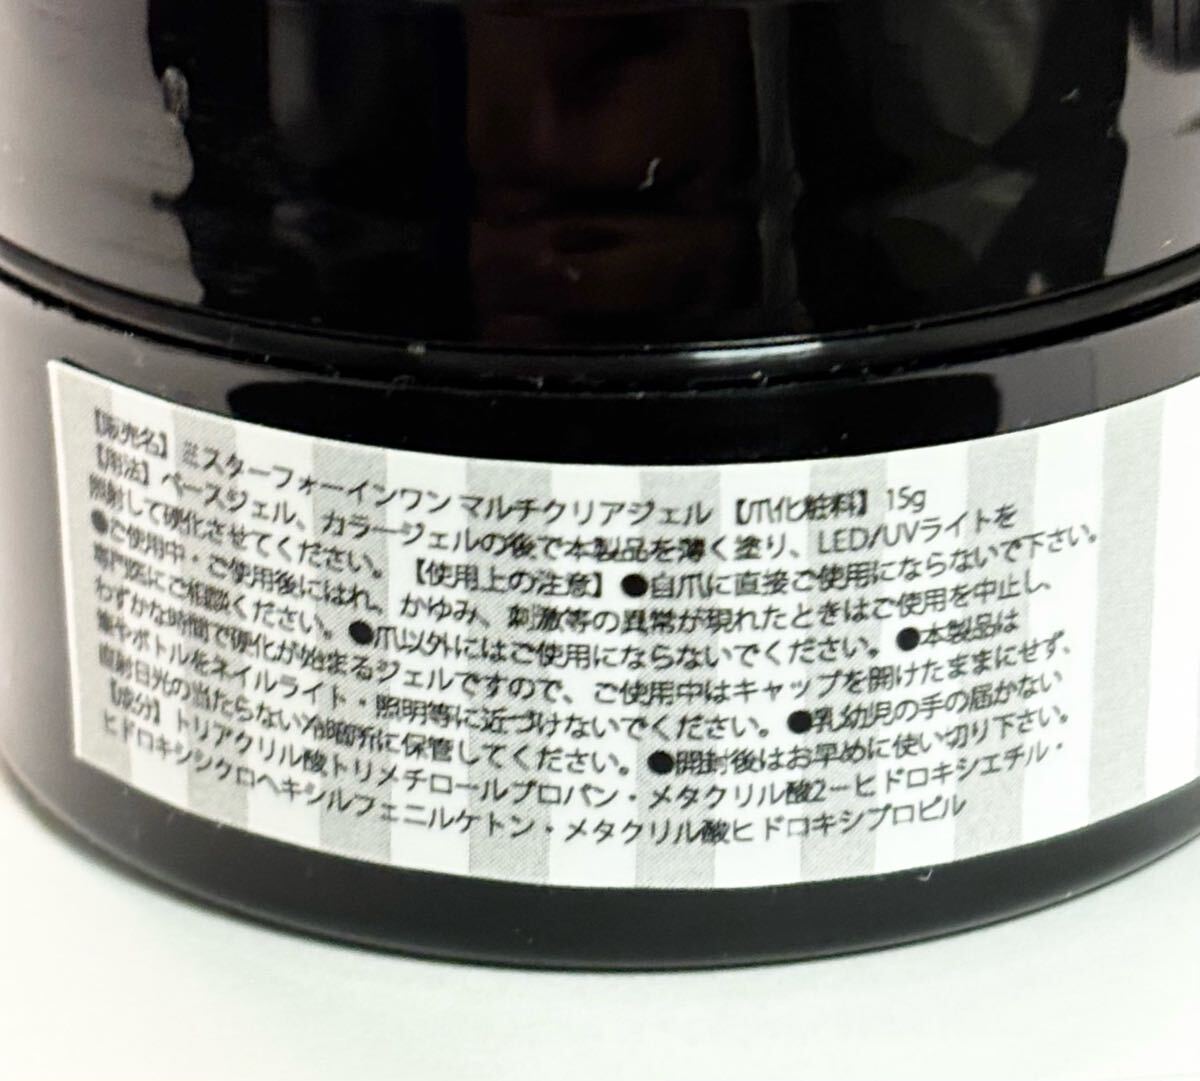 【販売名】ミスターフォーインワン マルチクリアジェル 【爪化粧料】15g
【用法】ベースジェル、カラージェルの後で本製品を薄く塗り、LED/UVライトを
照射して硬化させてください。 【使用上の注意】●自爪に直接ご使用にならないで下さい。
●ご使用中・ご使用後にはれ、かゆみ、刺激等の異常が現れたときはご使用を中止し、
専門医にご相談ください。●爪以外にはご使用にならないでください。●本製品は
わずかな時間で硬化が始まるジェルですので、ご使用中はキャップを開けたままにせず、
筆やボトルをネイルライト・照明等に近づけないでください。●乳幼児の手の届かない
直射日光の当たらない冷暗所に保管してください。●開封後はお早めに使い切り下さい。
【成分】トリアクリル酸トリメチロールプロパン・メタクリル酸2ーヒドロキシエチル・
ヒドロキシシクロヘキシルフェニルケトン・メタクリル酸ヒドロキシプロピル